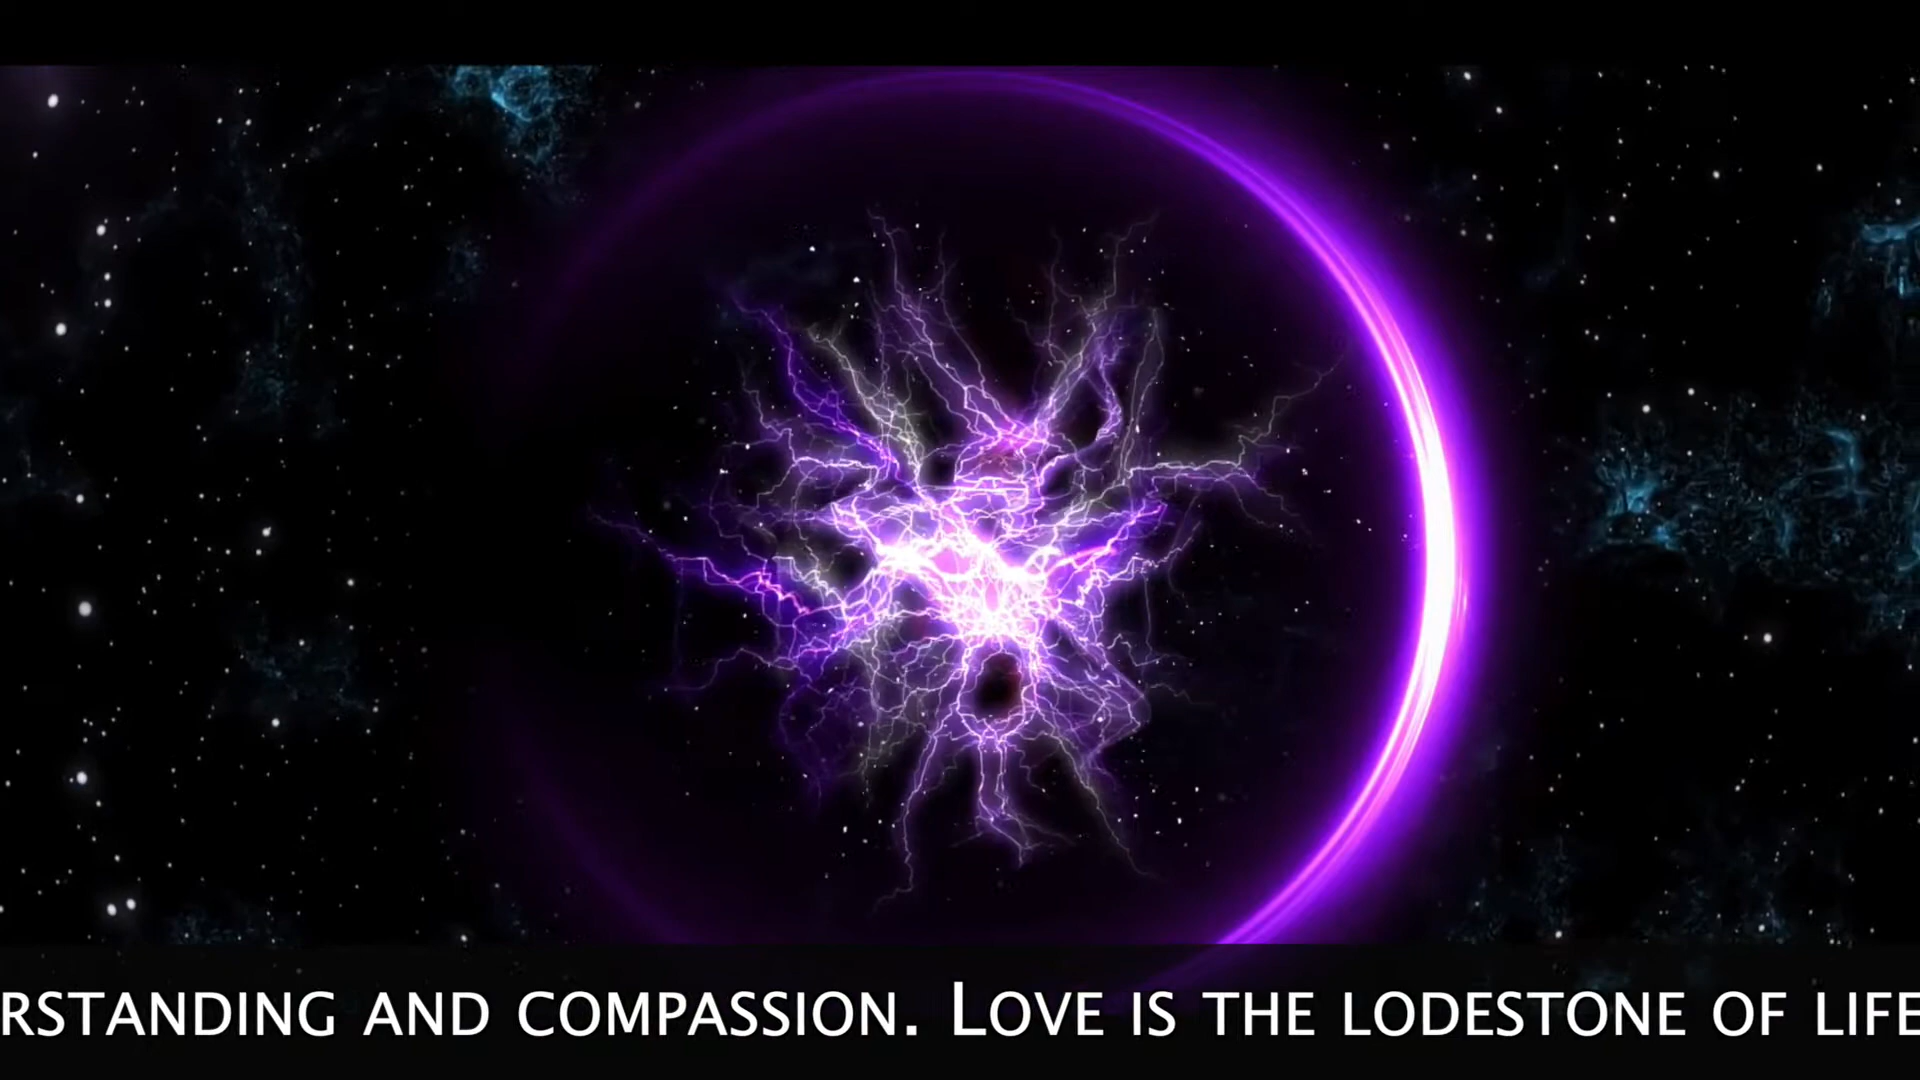 RSTANDING AND COMPASSION. LOVE IS THE LODESTONE OF LIFE